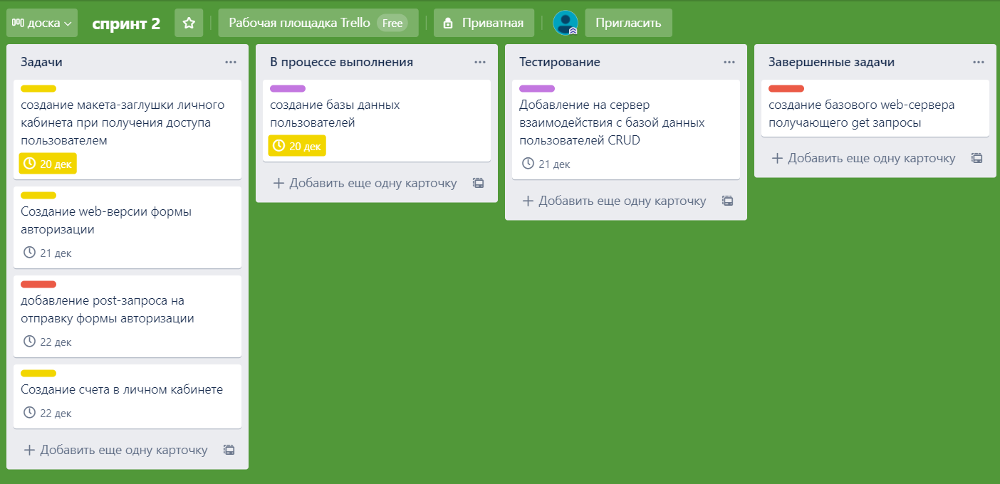 доска
спринт 2
Рабочая площадка Trello Free
Приватная
Пригласить
Задачи
создание макета-заглушки личного
кабинета при получения доступа
пользователем
20 дек
Создание web-версии формы
авторизации
21 дек
добавление post-запроса на
отправку формы авторизации
22 дек
Создание счета в личном кабинете
22 дек
Добавить еще одну карточку
В процессе выполнения
создание базы данных
пользователей
20 дек
Добавить еще одну карточку
Тестирование
Добавление на сервер
взаимодействия с базой данных
пользователей CRUD
21 дек
Добавить еще одну карточку
Завершенные задачи
создание базового web-сервера
получающего get запросы
Добавить еще одну карточку